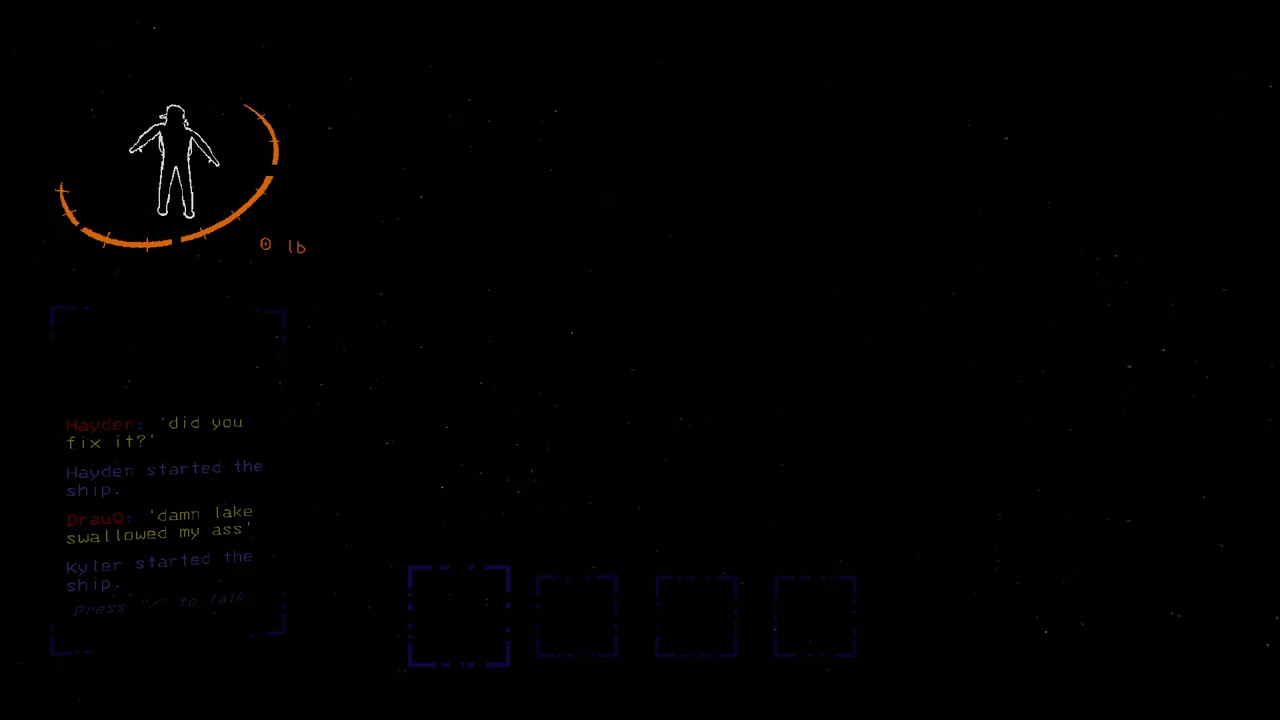 0 lb
Hayden: 'did you
fix it?'
Hayden started the
ship.
DrauQ: 'damn lake
swallowed my ass'
Kyler started the
ship.
Press "/" to talk.